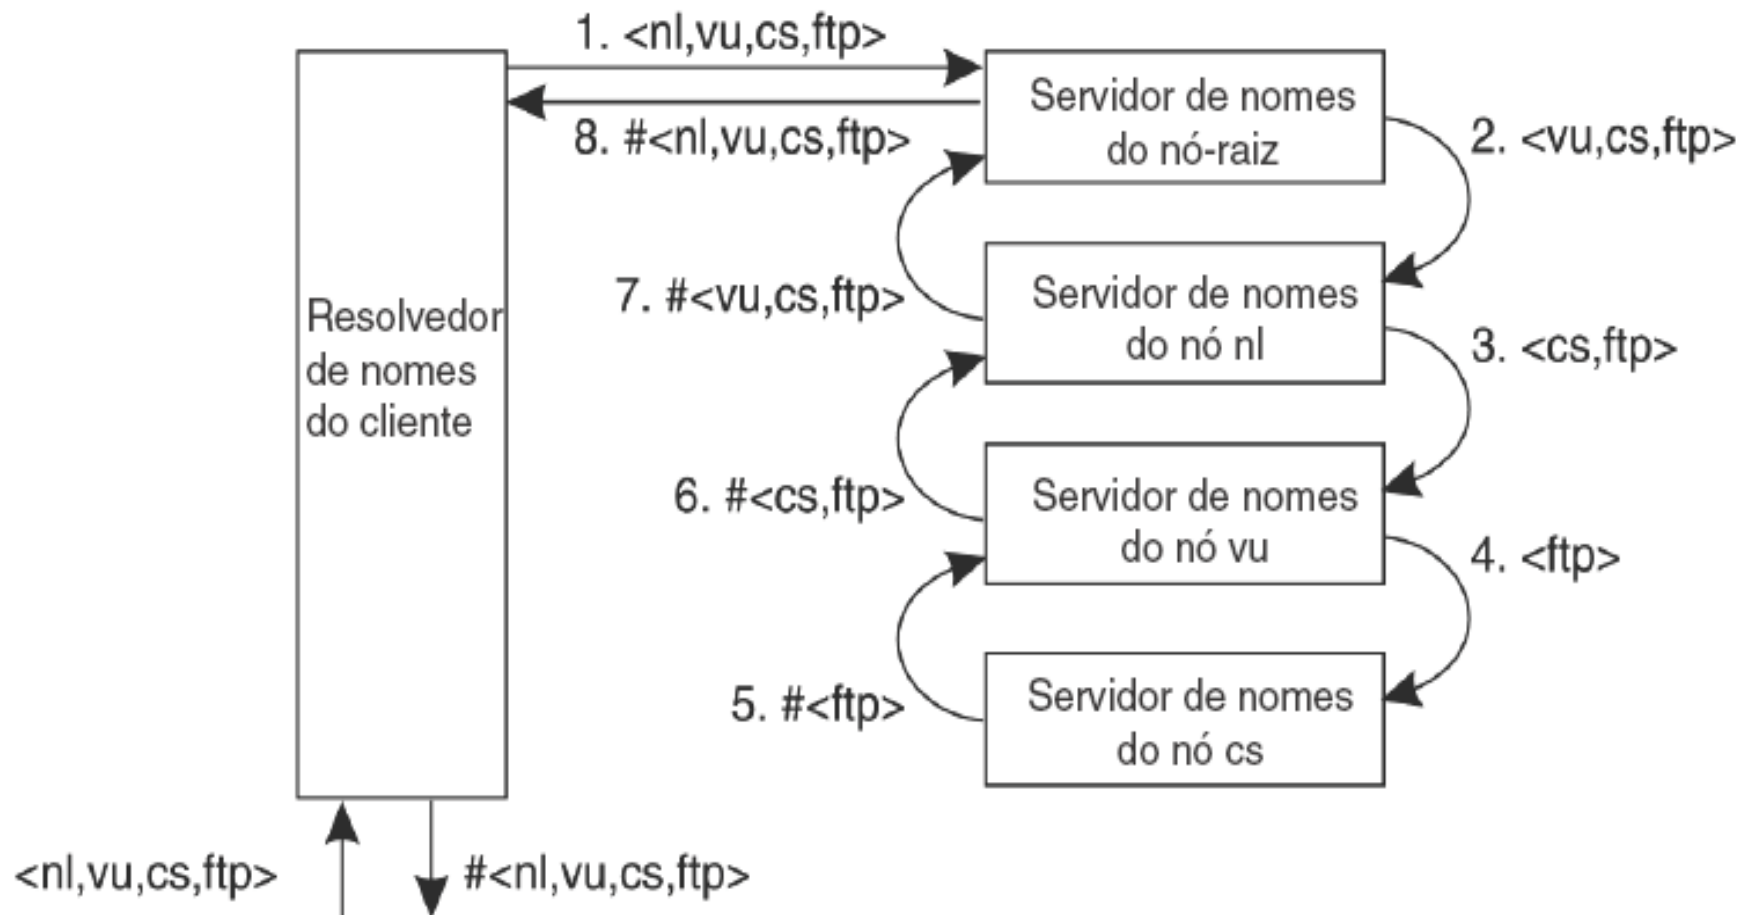 1. <nl,vu,cs,ftp>
Servidor de nomes
do nó-raiz
8. #<nl,vu,cs,ftp>
2. <vu,cs,ftp>
Resolvedor
de nomes
do cliente
7. #<vu,cs,ftp>
Servidor de nomes
do nó nl
3. <cs,ftp>
6. #<cs,ftp>
Servidor de nomes
do nó vu
4. <ftp>
5. #<ftp>
Servidor de nomes
do nó cs
<nl,vu,cs,ftp>
#<nl,vu,cs,ftp>